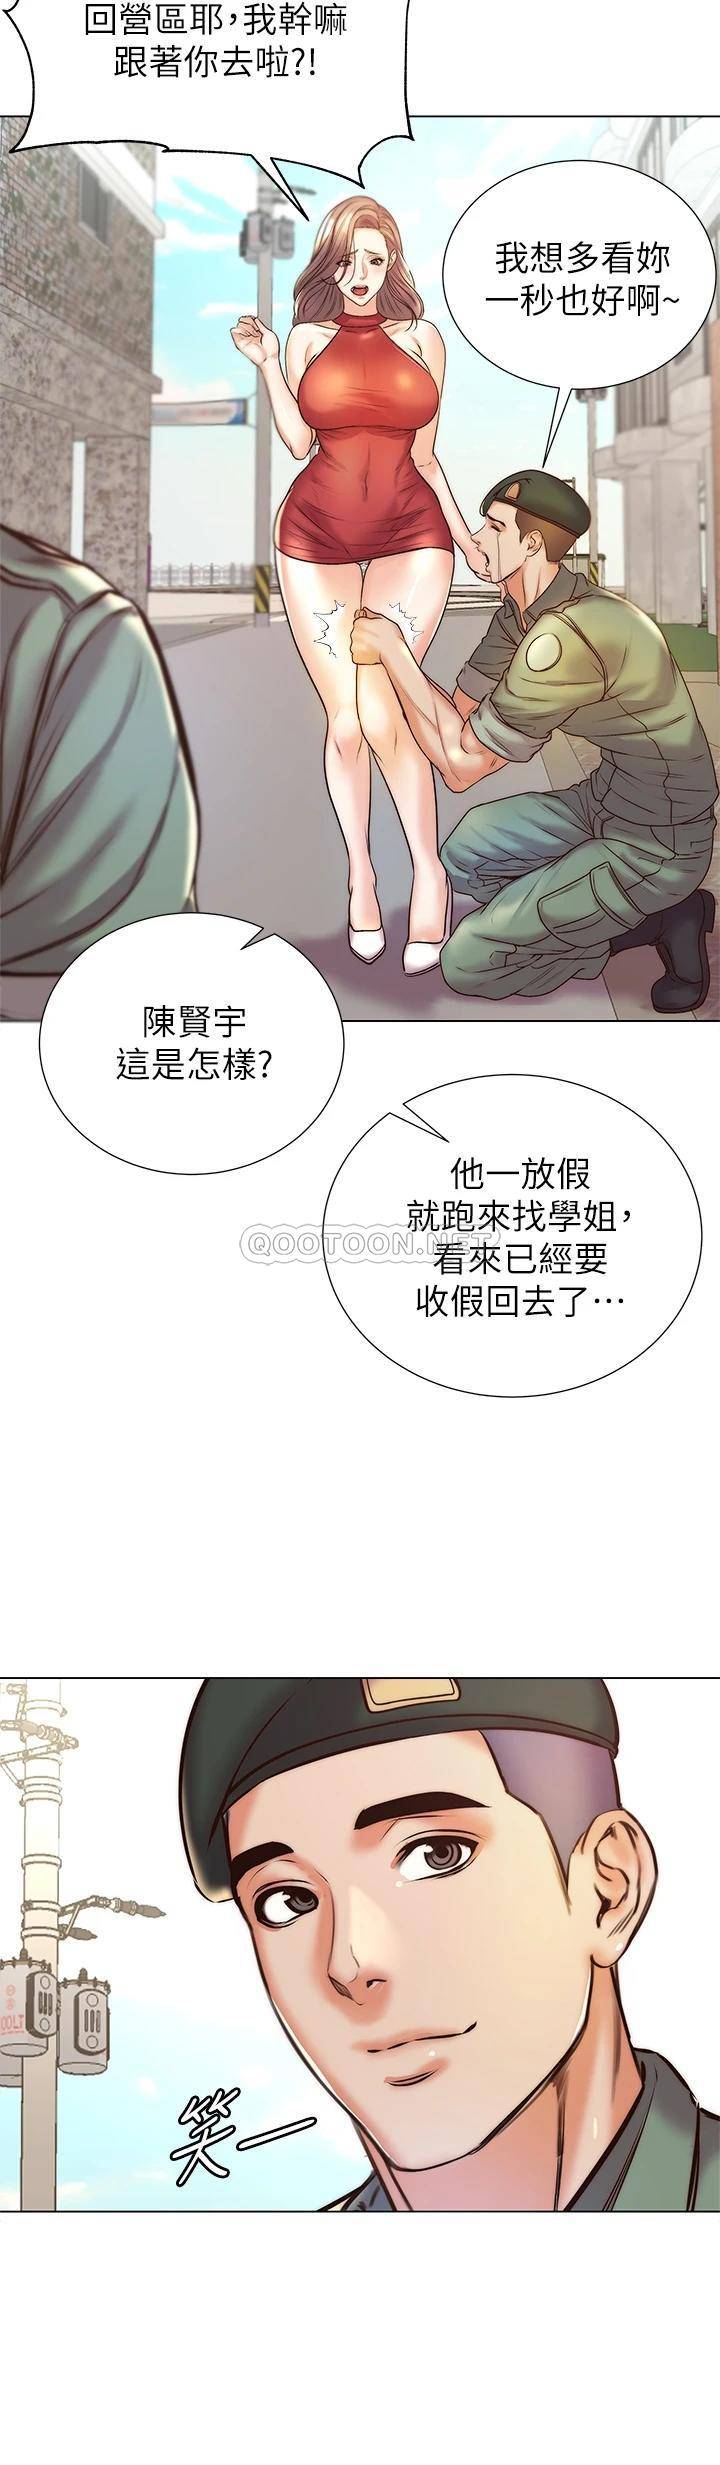 回營區耶，我幹嘛
跟著你去啦?!
我想多看妳
一秒也好啊~
陳賢宇
這是怎樣?
他一放假
就跑來找學姐，
看來已經要
收假回去了…
QOOTOON.NET
笑一